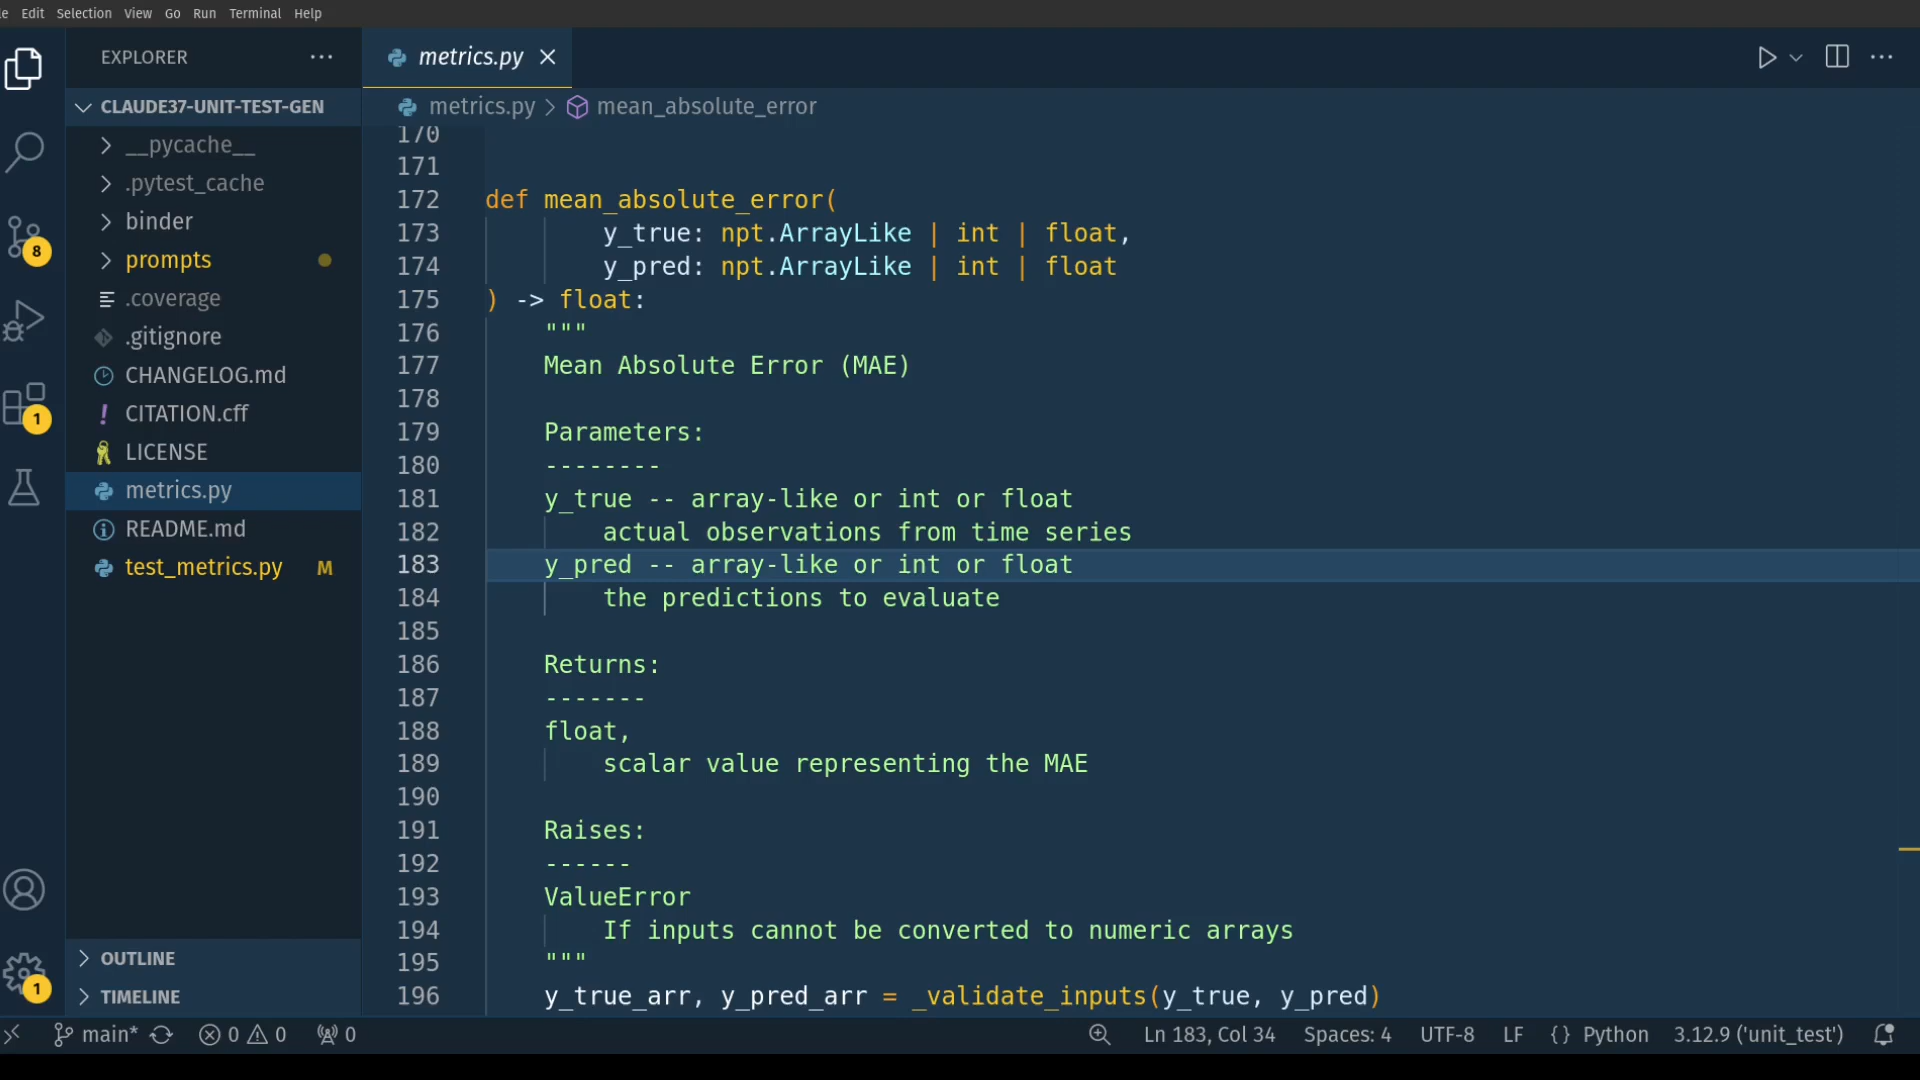 Edit Selection View Go Run Terminal Help
EXPLORER
metrics.py
CLAUDE37-UNIT-TEST-GEN
metrics.py > mean_absolute_error
__pycache__
.pytest_cache
binder
8
prompts
.coverage
.gitignore
CHANGELOG.md
CITATION.cff
1
LICENSE
metrics.py
README.md
test_metrics.py M
OUTLINE
1
TIMELINE
170
171
172 def mean_absolute_error(
173 y_true: npt.ArrayLike | int | float,
174 y_pred: npt.ArrayLike | int | float
175 ) -> float:
176 """
177 Mean Absolute Error (MAE)
178
179 Parameters:
180 --------
181 y_true -- array-like or int or float
182 actual observations from time series
183 y_pred -- array-like or int or float
184 the predictions to evaluate
185
186 Returns:
187 -------
188 float,
189 scalar value representing the MAE
190
191 Raises:
192 ------
193 ValueError
194 If inputs cannot be converted to numeric arrays
195 """
196 y_true_arr, y_pred_arr = _validate_inputs(y_true, y_pred)
main* 0 0 0 Ln 183, Col 34 Spaces: 4 UTF-8 LF {} Python 3.12.9 ('unit_test')